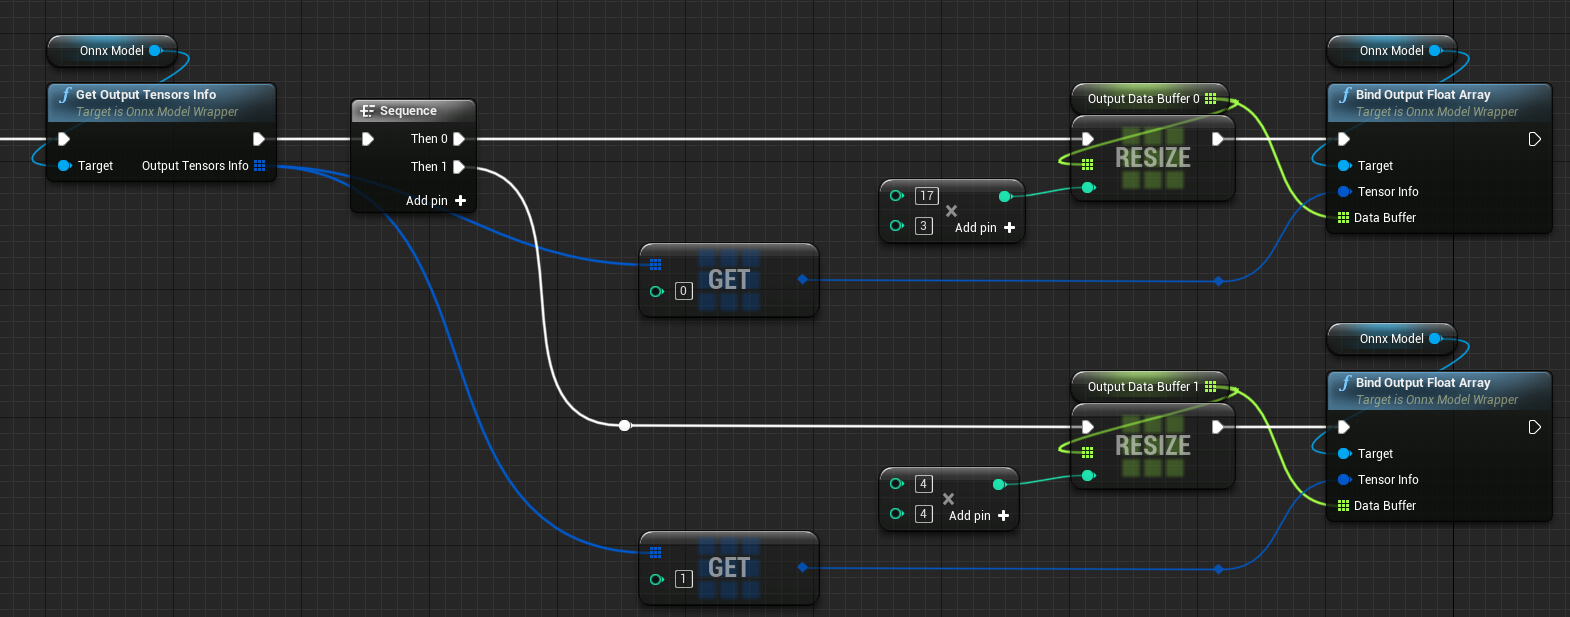 Onnx Model
Get Output Tensors Info
Target is Onnx Model Wrapper
Target
Output Tensors Info
Sequence
Then 0
Then 1
Add pin
GET
0
17
3
×
Add pin
Output Data Buffer 0
RESIZE
Onnx Model
Bind Output Float Array
Target is Onnx Model Wrapper
Target
Tensor Info
Data Buffer
GET
1
4
4
×
Add pin
Output Data Buffer 1
RESIZE
Onnx Model
Bind Output Float Array
Target is Onnx Model Wrapper
Target
Tensor Info
Data Buffer